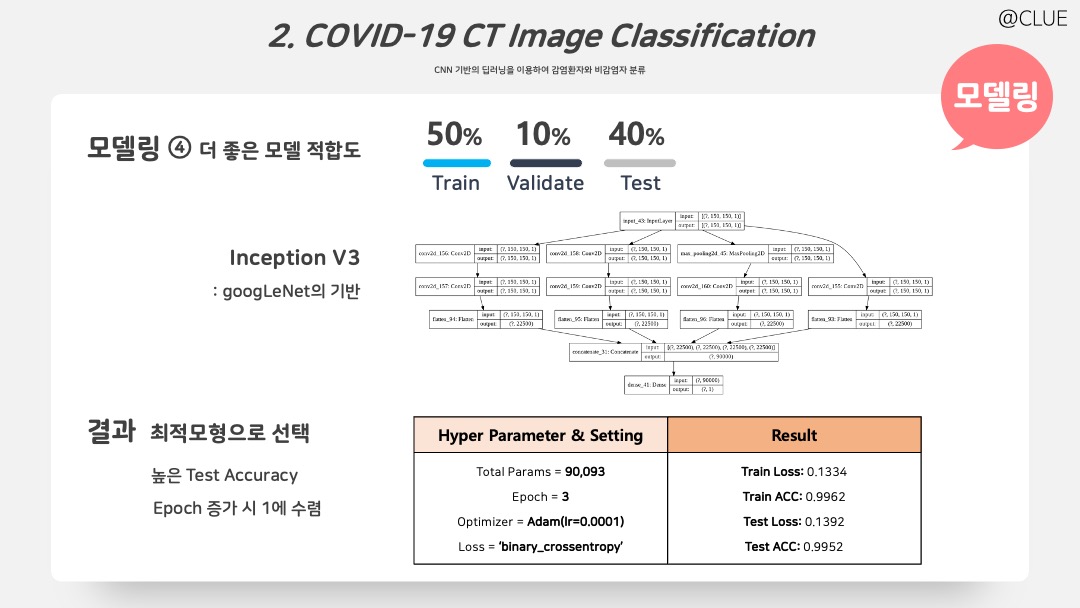 @CLUE
2. COVID-19 CT Image Classification
CNN 기반의 딥러닝을 이용하여 감염환자와 비감염자 분류
모델링
모델링 ④ 더 좋은 모델 적합도
50% 10% 40%
Train Validate Test
Inception V3
: googLeNet의 기반
input_43: InputLayer input: [(?, 150, 150, 1)]
output: [(?, 150, 150, 1)]
conv2d_156: Conv2D input: (?, 150, 150, 1)
output: (?, 150, 150, 1)
conv2d_158: Conv2D input: (?, 150, 150, 1)
output: (?, 150, 150, 1)
max_pooling2d_45: MaxPooling2D input: (?, 150, 150, 1)
output: (?, 150, 150, 1)
conv2d_157: Conv2D input: (?, 150, 150, 1)
output: (?, 150, 150, 1)
conv2d_159: Conv2D input: (?, 150, 150, 1)
output: (?, 150, 150, 1)
conv2d_160: Conv2D input: (?, 150, 150, 1)
output: (?, 150, 150, 1)
conv2d_155: Conv2D input: (?, 150, 150, 1)
output: (?, 150, 150, 1)
flatten_94: Flatten input: (?, 150, 150, 1)
output: (?, 22500)
flatten_95: Flatten input: (?, 150, 150, 1)
output: (?, 22500)
flatten_96: Flatten input: (?, 150, 150, 1)
output: (?, 22500)
flatten_93: Flatten input: (?, 150, 150, 1)
output: (?, 22500)
concatenate_31: Concatenate input: [(?, 22500), (?, 22500), (?, 22500), (?, 22500)]
output: (?, 90000)
dense_41: Dense input: (?, 90000)
output: (?, 1)
결과 최적모형으로 선택
높은 Test Accuracy
Epoch 증가 시 1에 수렴
Hyper Parameter & Setting
Total Params = 90,093
Epoch = 3
Optimizer = Adam(lr=0.0001)
Loss = ‘binary_crossentropy’
Result
Train Loss: 0.1334
Train ACC: 0.9962
Test Loss: 0.1392
Test ACC: 0.9952